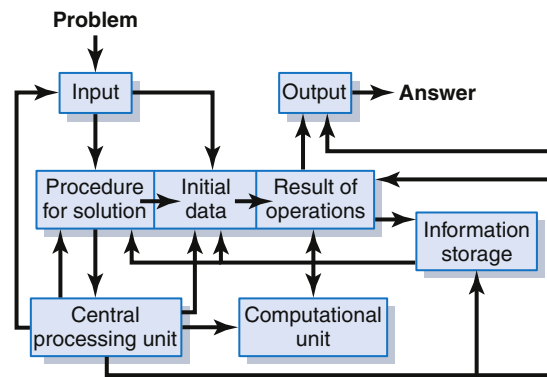 Problem
Input
Output
Answer
Procedure
for solution
Initial
data
Result of
operations
Information
storage
Central
processing unit
Computational
unit